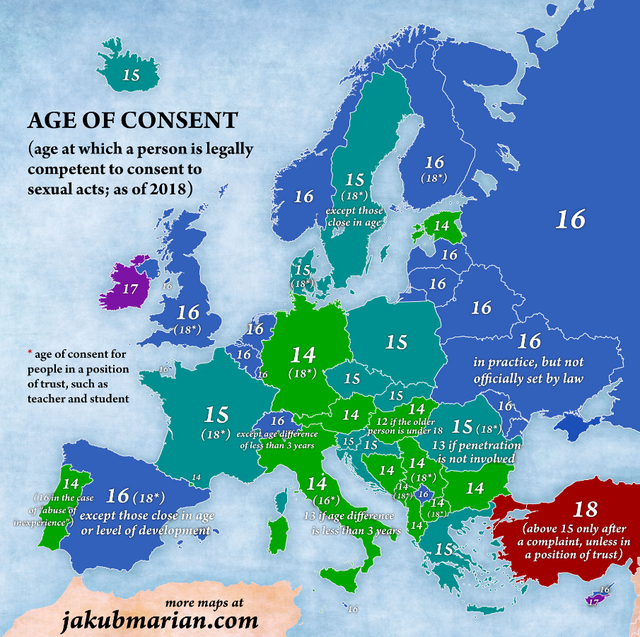 15
AGE OF CONSENT
(age at which a person is legally
competent to consent to
sexual acts; as of 2018)
16
15
(18*)
except those
close in age
16
(18*)
16
14
16
16
16
16
in practice, but not
officially set by law
16
17
16
16
(18*)
15
(18*)
16
16
16
14
(18*)
15
15
15
* age of consent for
people in a position
of trust, such as
teacher and student
16*
15
(18*)
14
16
except age difference
of less than 3 years
14
14
12 if the older
person is under 18
15
15
15 (18*)
13 if penetration
is not involved
14
(16 in the case
of "abuse of
inexperience")
16 (18*)
except those close in age
or level of development
14
(16*)
13 if age difference
is less than 3 years
14
14
(18*)
14
(18*)
16
14
(18*)
14
14
15
18
(above 15 only after
a complaint, unless in
a position of trust)
16
17
16
more maps at
jakubmarian.com